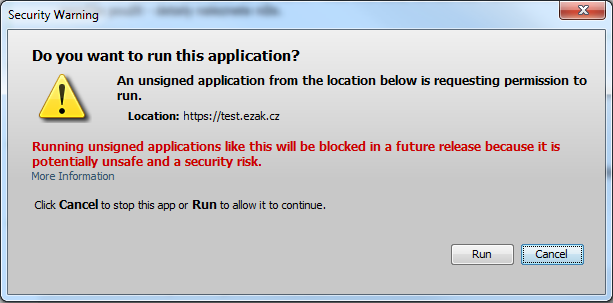 Security Warning
Do you want to run this application?
An unsigned application from the location below is requesting permission to
run.
Location: https://test.ezak.cz
Running unsigned applications like this will be blocked in a future release because it is
potentially unsafe and a security risk.
More Information
Click Cancel to stop this app or Run to allow it to continue.
Run
Cancel